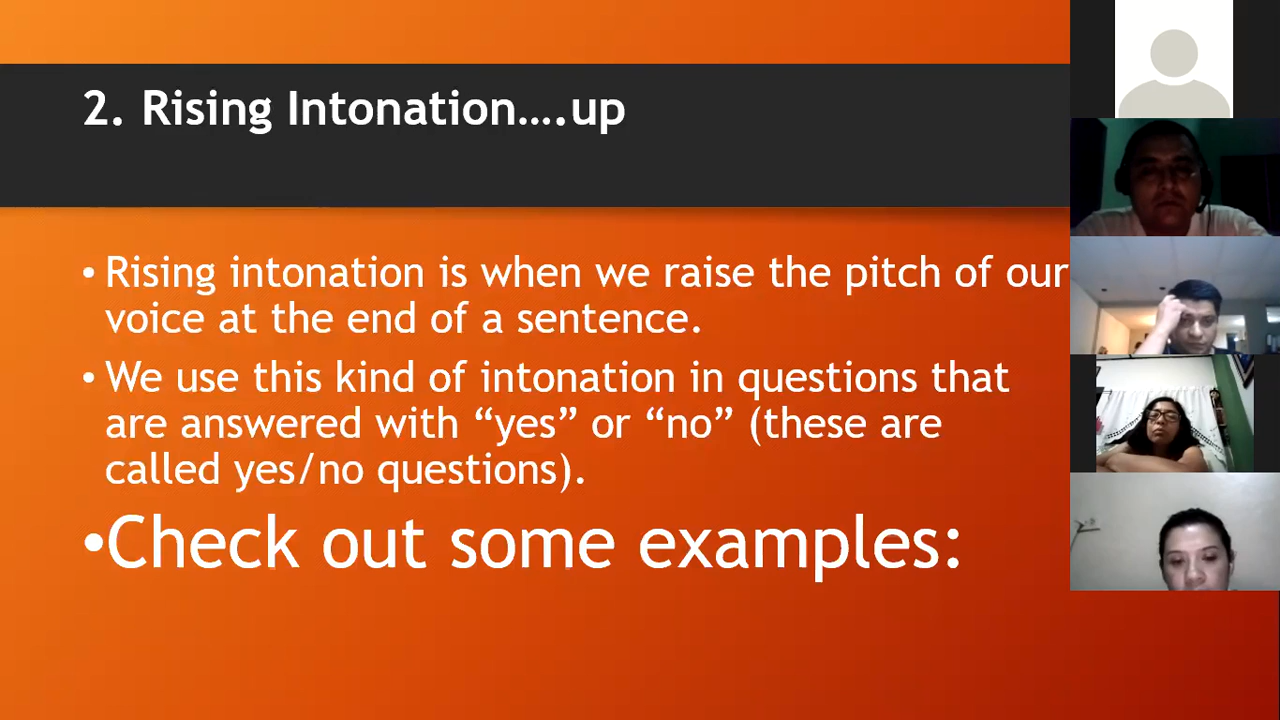 2. Rising Intonation….up
• Rising intonation is when we raise the pitch of our
voice at the end of a sentence.
• We use this kind of intonation in questions that
are answered with “yes” or “no” (these are
called yes/no questions).
•Check out some examples: